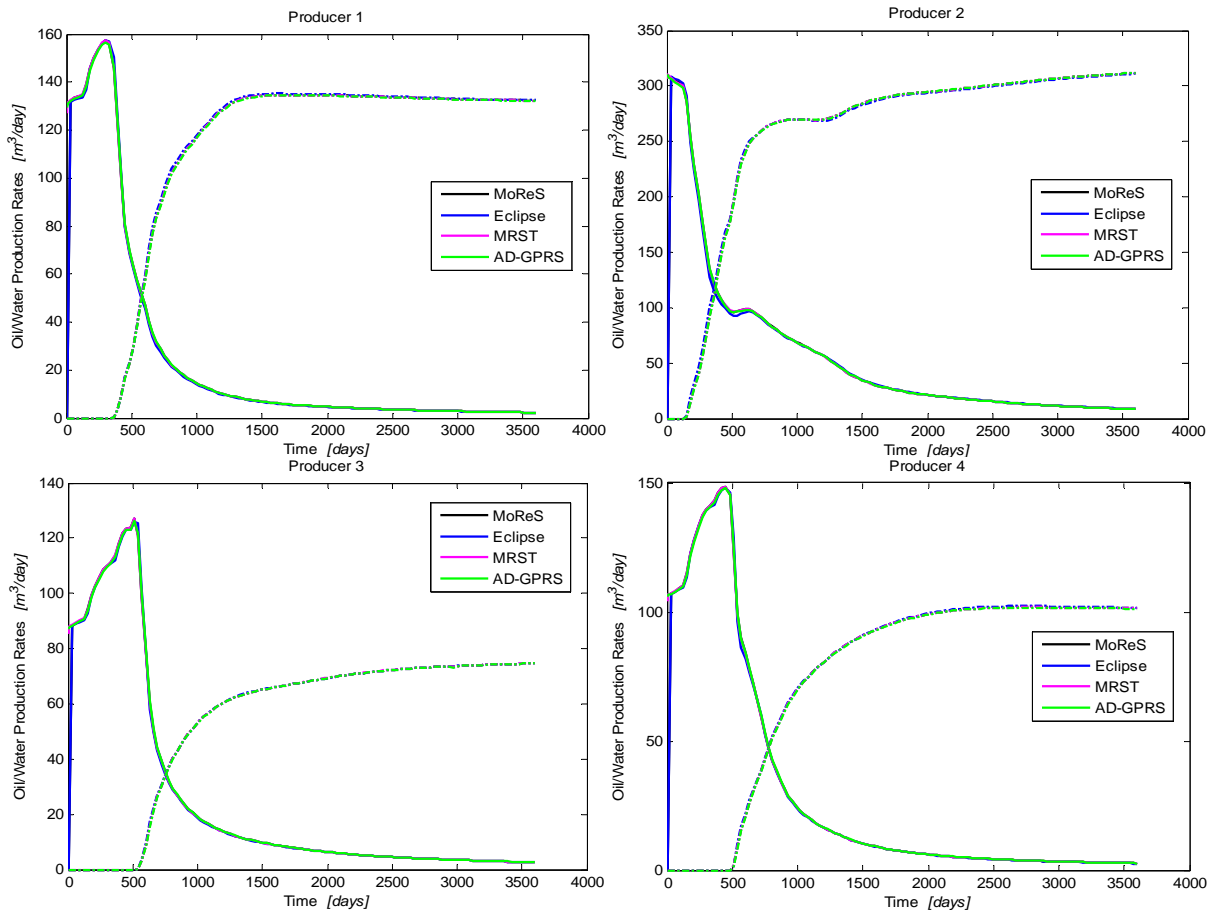 Producer 1
160
140
120
100
80
60
40
20
0
Oil/Water Production Rates [m³/day]
MoReS
Eclipse
MRST
AD-GPRS
0 500 1000 1500 2000 2500 3000 3500 4000
Time [days]
Producer 2
350
300
250
200
150
100
50
0
Oil/Water Production Rates [m³/day]
MoReS
Eclipse
MRST
AD-GPRS
0 500 1000 1500 2000 2500 3000 3500 4000
Time [days]
Producer 3
140
120
100
80
60
40
20
0
Oil/Water Production Rates [m³/day]
MoReS
Eclipse
MRST
AD-GPRS
0 500 1000 1500 2000 2500 3000 3500 4000
Time [days]
Producer 4
150
100
50
0
Oil/Water Production Rates [m³/day]
MoReS
Eclipse
MRST
AD-GPRS
0 500 1000 1500 2000 2500 3000 3500 4000
Time [days]